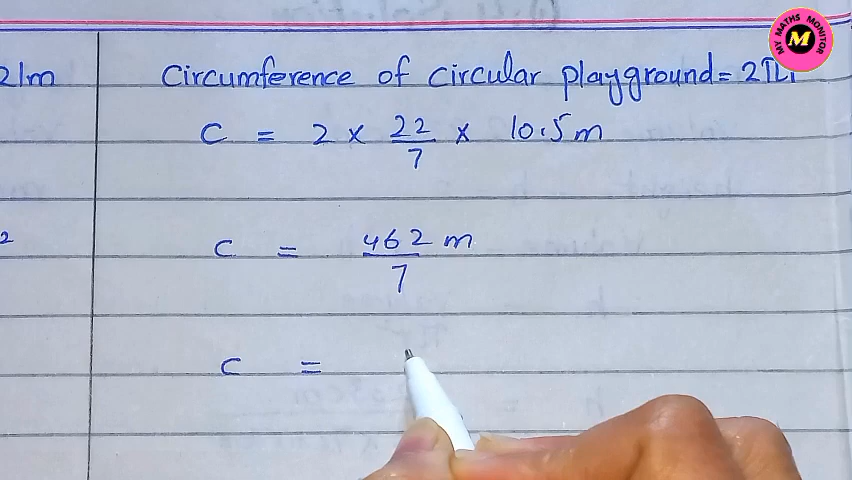 MY MATHS MONITOR
M
21m
Circumference of circular playground = 2πr
C = 2 × 22/7 × 10.5m
2
C = 462/7 m
C =